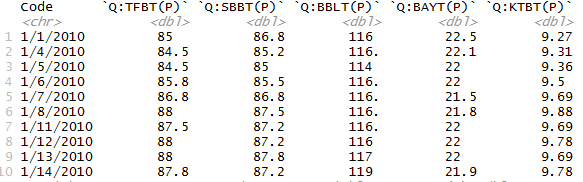 Code `Q:TFBT(P)` `Q:SBBT(P)` `Q:BBLT(P)` `Q:BAYT(P)` `Q:KTBT(P)`
<chr> <dbl> <dbl> <dbl> <dbl> <dbl>
1 1/1/2010 85 86.8 116 22.5 9.27
2 1/4/2010 84.5 85.2 116. 22.1 9.31
3 1/5/2010 84.5 85 114 22 9.36
4 1/6/2010 85.8 85.5 116. 22 9.5
5 1/7/2010 86.8 86.8 116. 21.5 9.69
6 1/8/2010 88 87.5 116. 21.8 9.88
7 1/11/2010 87.5 87.2 116. 22 9.69
8 1/12/2010 88 87.2 116. 22 9.78
9 1/13/2010 88 87.8 117 22 9.69
10 1/14/2010 87.8 87.2 119 21.9 9.78